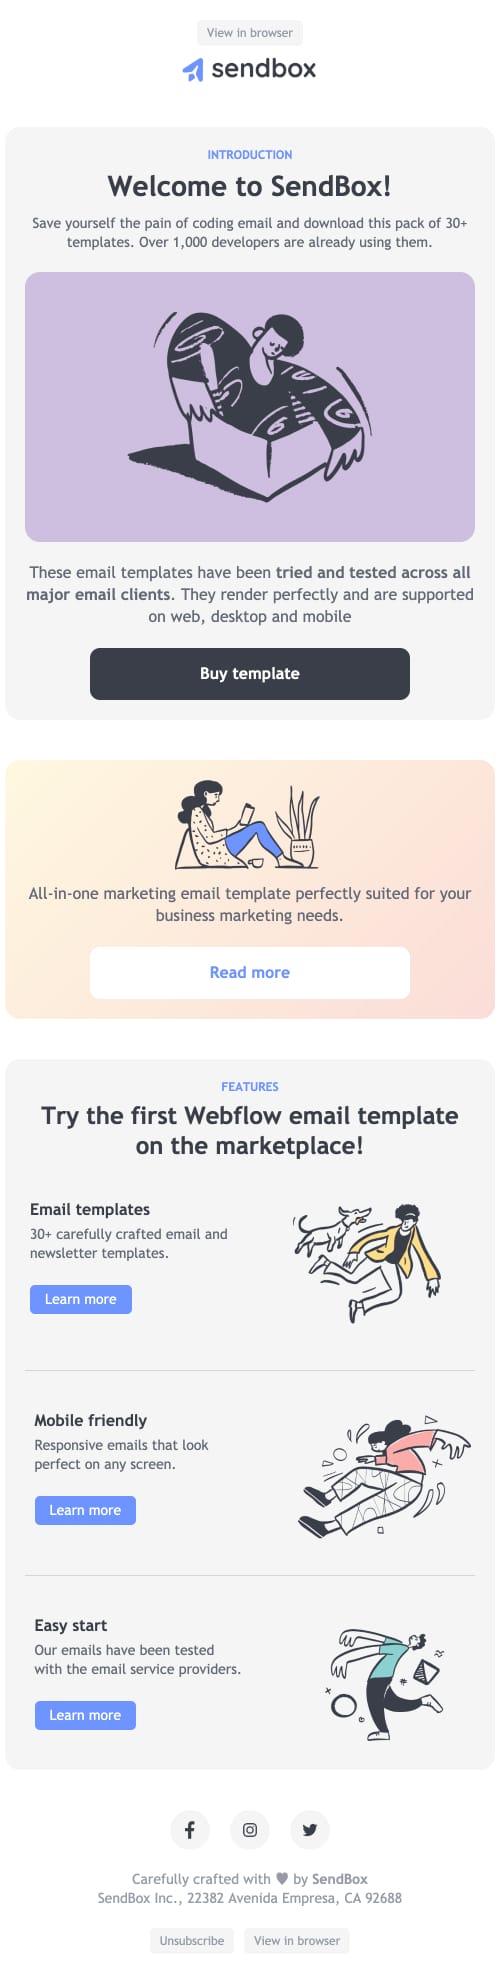 View in browser
sendbox
INTRODUCTION
Welcome to SendBox!
Save yourself the pain of coding email and download this pack of 30+
templates. Over 1,000 developers are already using them.
These email templates have been tried and tested across all
major email clients. They render perfectly and are supported
on web, desktop and mobile
Buy template
All-in-one marketing email template perfectly suited for your
business marketing needs.
Read more
FEATURES
Try the first Webflow email template
on the marketplace!
Email templates
30+ carefully crafted email and
newsletter templates.
Learn more
Mobile friendly
Responsive emails that look
perfect on any screen.
Learn more
Easy start
Our emails have been tested
with the email service providers.
Learn more
Carefully crafted with ♥ by SendBox
SendBox Inc., 22382 Avenida Empresa, CA 92688
Unsubscribe
View in browser